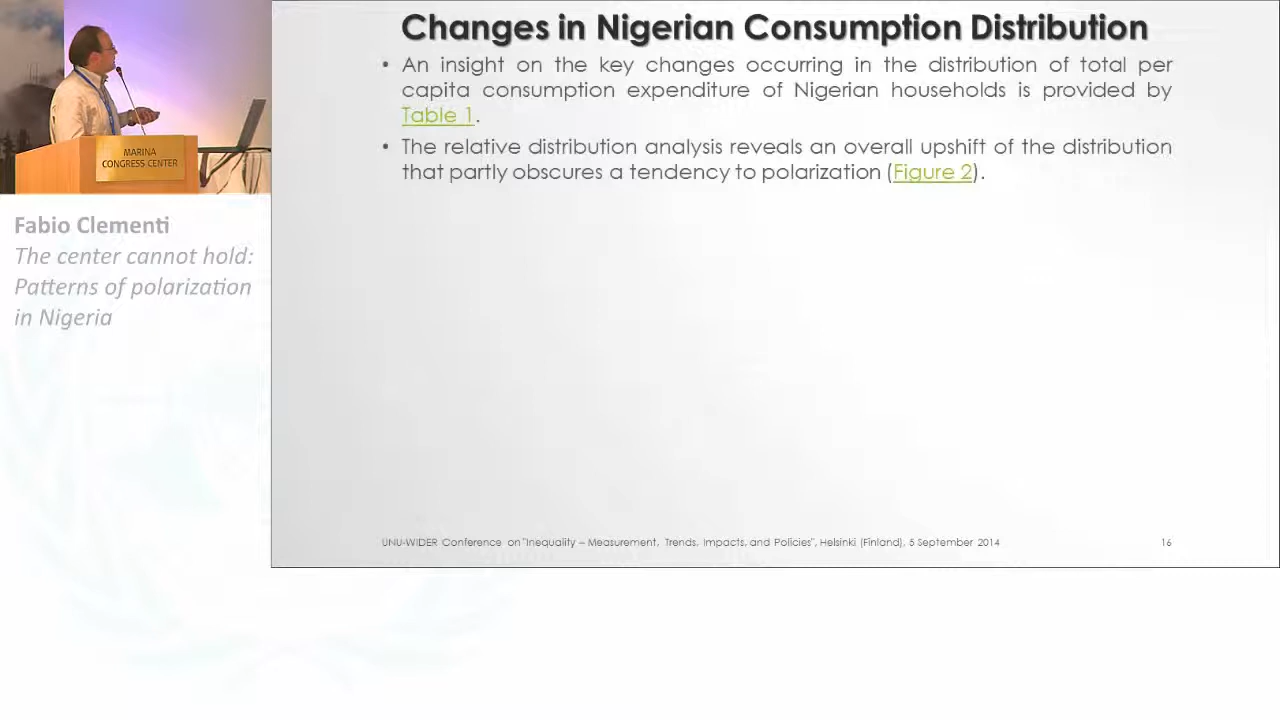 Changes in Nigerian Consumption Distribution
• An insight on the key changes occurring in the distribution of total per
capita consumption expenditure of Nigerian households is provided by
Table 1.
• The relative distribution analysis reveals an overall upshift of the distribution
that partly obscures a tendency to polarization (Figure 2).
MARINA
CONGRESS CENTER
Fabio Clementi
The center cannot hold:
Patterns of polarization
in Nigeria
UNU-WIDER Conference on "Inequality – Measurement, Trends, Impacts, and Policies", Helsinki (Finland), 5 September 2014
16